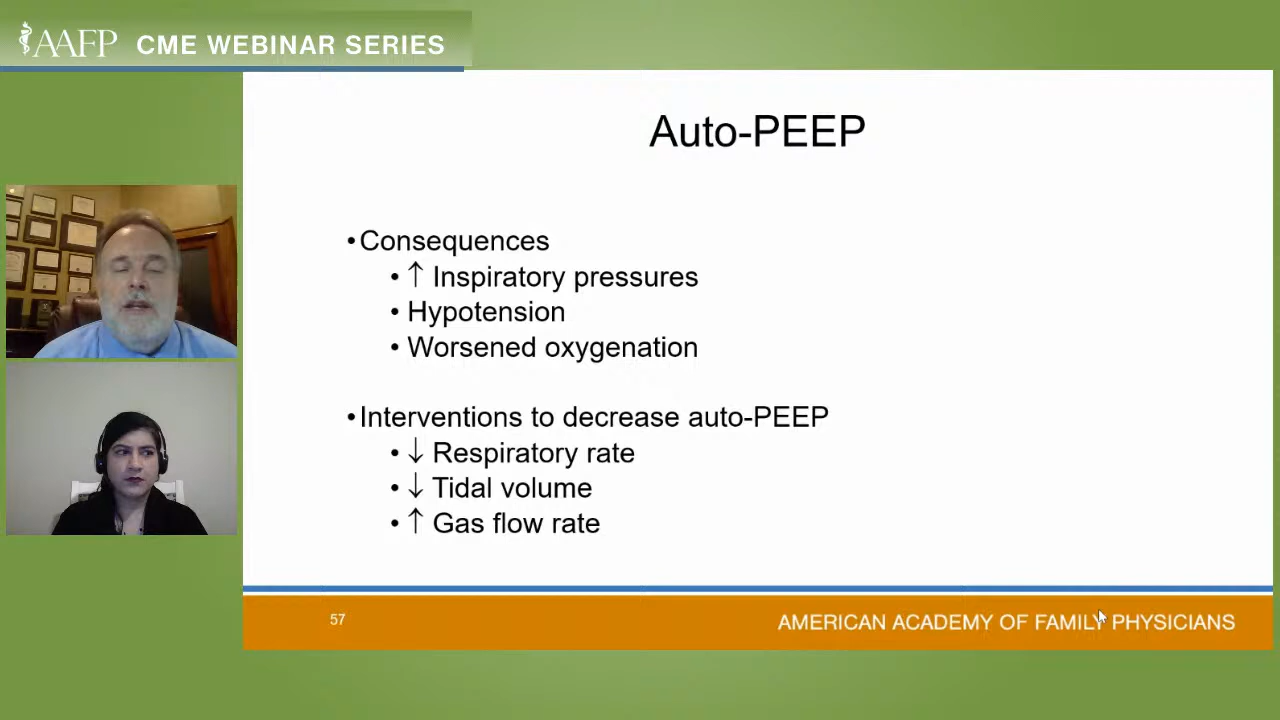 AAFP CME WEBINAR SERIES
Auto-PEEP
•Consequences
•↑ Inspiratory pressures
•Hypotension
•Worsened oxygenation
•Interventions to decrease auto-PEEP
•↓ Respiratory rate
•↓ Tidal volume
•↑ Gas flow rate
57
AMERICAN ACADEMY OF FAMILY PHYSICIANS